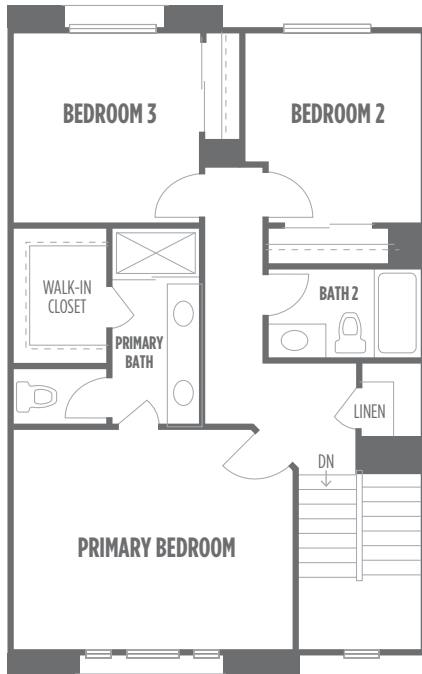 BEDROOM 3
BEDROOM 2
WALK-IN
CLOSET
BATH 2
PRIMARY
BATH
LINEN
DN
PRIMARY BEDROOM